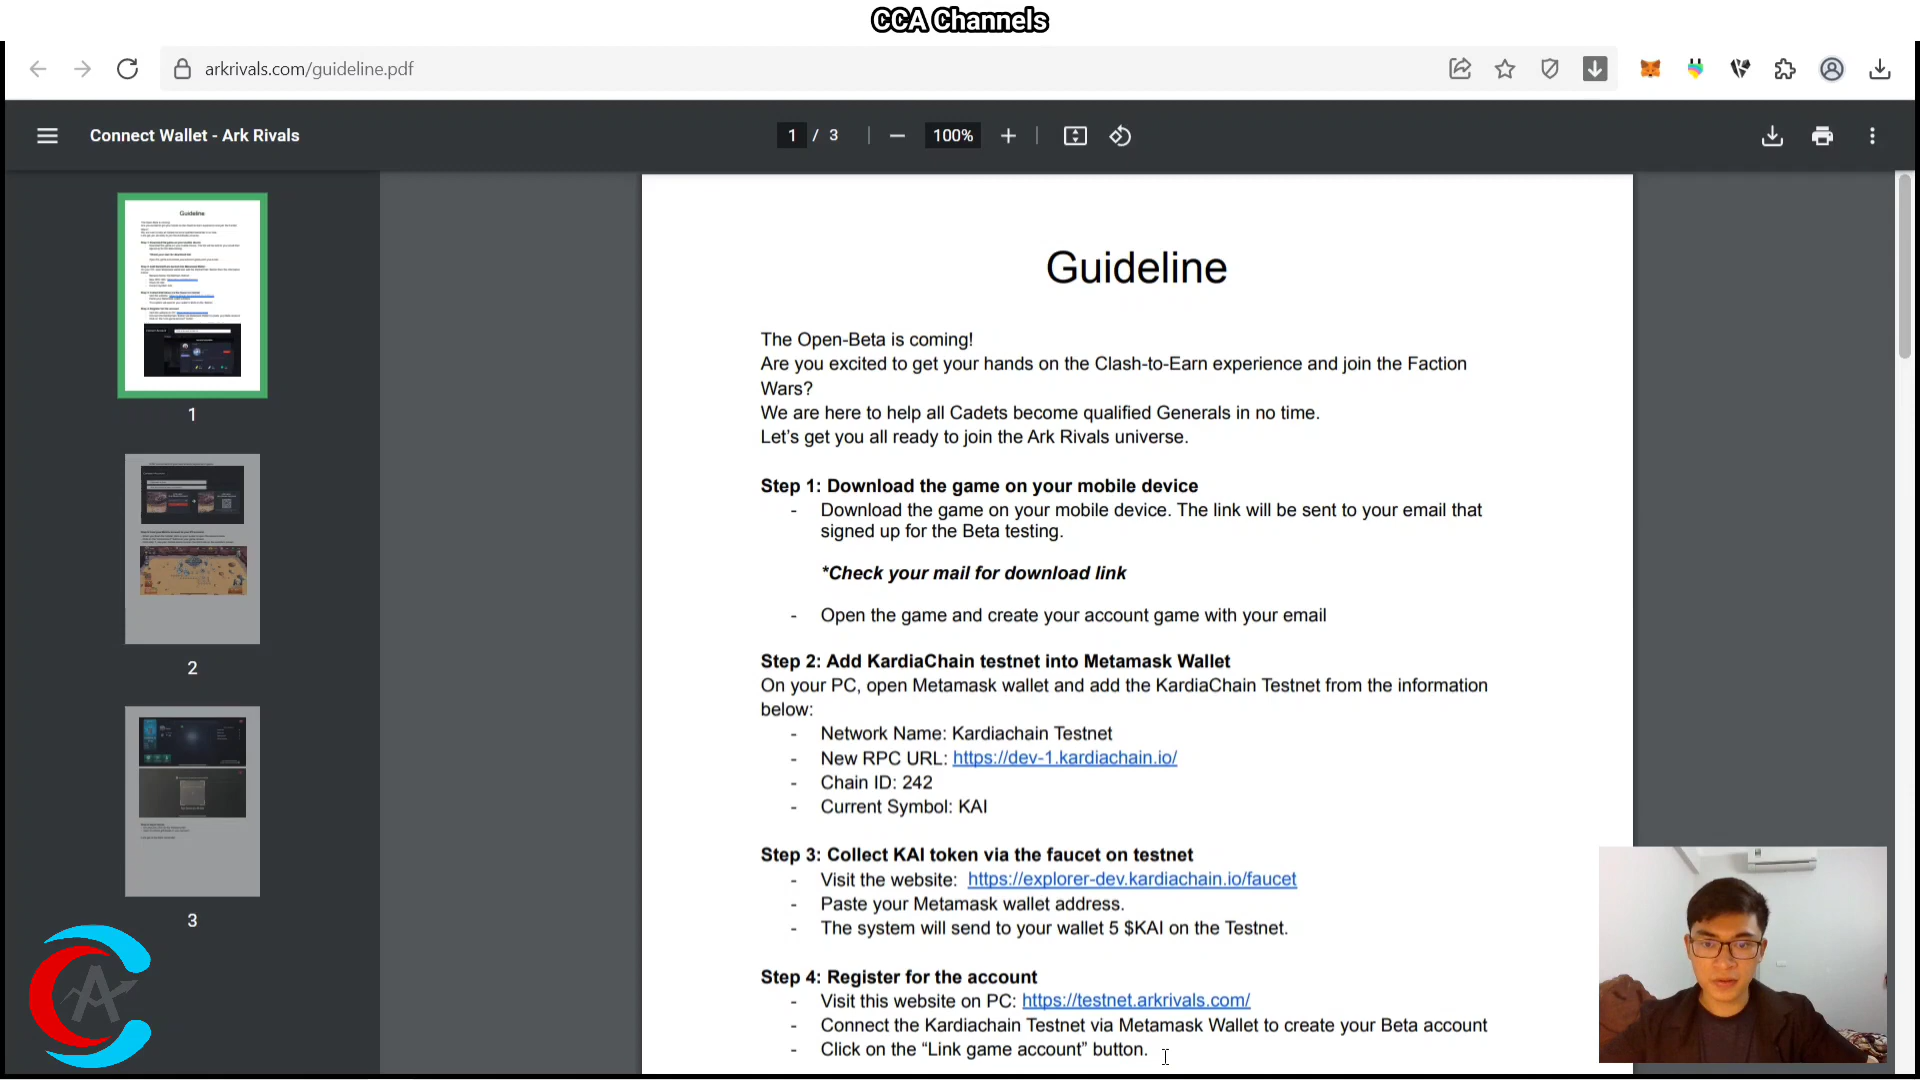 CCA Channels
arkrivals.com/guideline.pdf
Connect Wallet - Ark Rivals
1 / 3
100%
1
2
3
Guideline
The Open-Beta is coming!
Are you excited to get your hands on the Clash-to-Earn experience and join the Faction
Wars?
We are here to help all Cadets become qualified Generals in no time.
Let's get you all ready to join the Ark Rivals universe.
Step 1: Download the game on your mobile device
- Download the game on your mobile device. The link will be sent to your email that
signed up for the Beta testing.
*Check your mail for download link
- Open the game and create your account game with your email
Step 2: Add KardiaChain testnet into Metamask Wallet
On your PC, open Metamask wallet and add the KardiaChain Testnet from the information
below:
- Network Name: Kardiachain Testnet
- New RPC URL: https://dev-1.kardiachain.io/
- Chain ID: 242
- Current Symbol: KAI
Step 3: Collect KAI token via the faucet on testnet
- Visit the website: https://explorer-dev.kardiachain.io/faucet
- Paste your Metamask wallet address.
- The system will send to your wallet 5 $KAI on the Testnet.
Step 4: Register for the account
- Visit this website on PC: https://testnet.arkrivals.com/
- Connect the Kardiachain Testnet via Metamask Wallet to create your Beta account
- Click on the “Link game account” button.